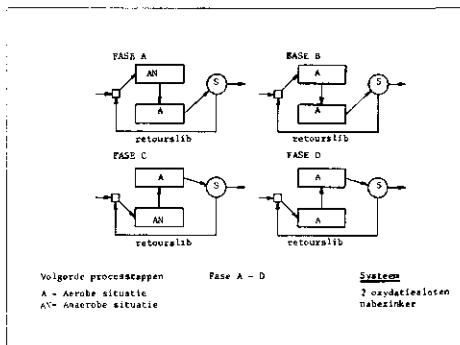 FASE A
AN
S
A
retourslib
FASE B
A
S
A
retourslib
FASE C
A
S
AN
retourslib
FASE D
A
S
A
retourslib
Volgorde processtappen
Fase A - D
Systeem
A - Aerobe situatie
AN- Anaerobe situatie
2 oxydatiesloten
nabezinker